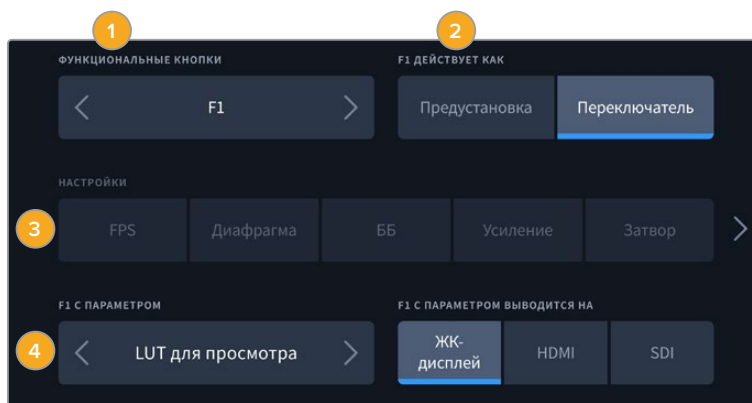 1 2
ФУНКЦИОНАЛЬНЫЕ КНОПКИ F1 ДЕЙСТВУЕТ КАК
F1 Предустановка Переключатель
НАСТРОЙКИ
3 FPS Диафрагма ББ Усиление Затвор
F1 С ПАРАМЕТРОМ F1 С ПАРАМЕТРОМ ВЫВОДИТСЯ НА
4 LUT для просмотра ЖК-
дисплей HDMI SDI